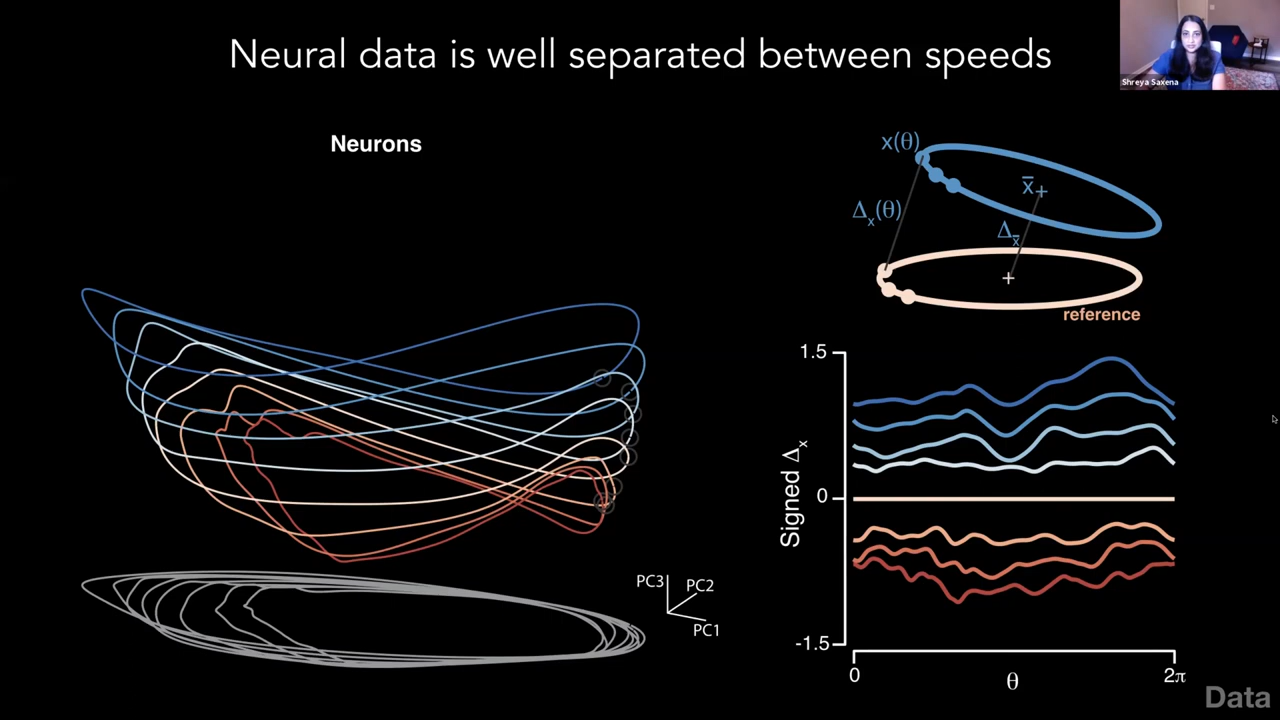 Neural data is well separated between speeds
Shreya Saxena
Neurons
x(θ)
x̅
Δx(θ)
Δx̅
reference
1.5
0
-1.5
Signed Δx
0
θ
2π
PC3
PC2
PC1
Data